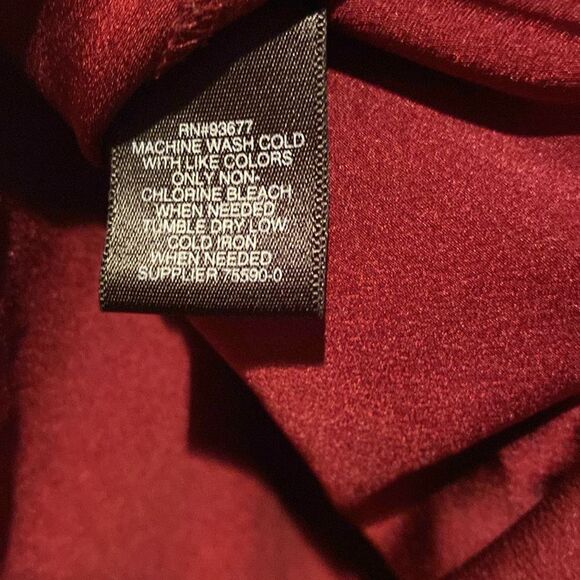 RN#93677
MACHINE WASH COLD
WITH LIKE COLORS
ONLY NON-
CHLORINE BLEACH
WHEN NEEDED
TUMBLE DRY LOW
COLD IRON
WHEN NEEDED
SUPPLIER 75590-0